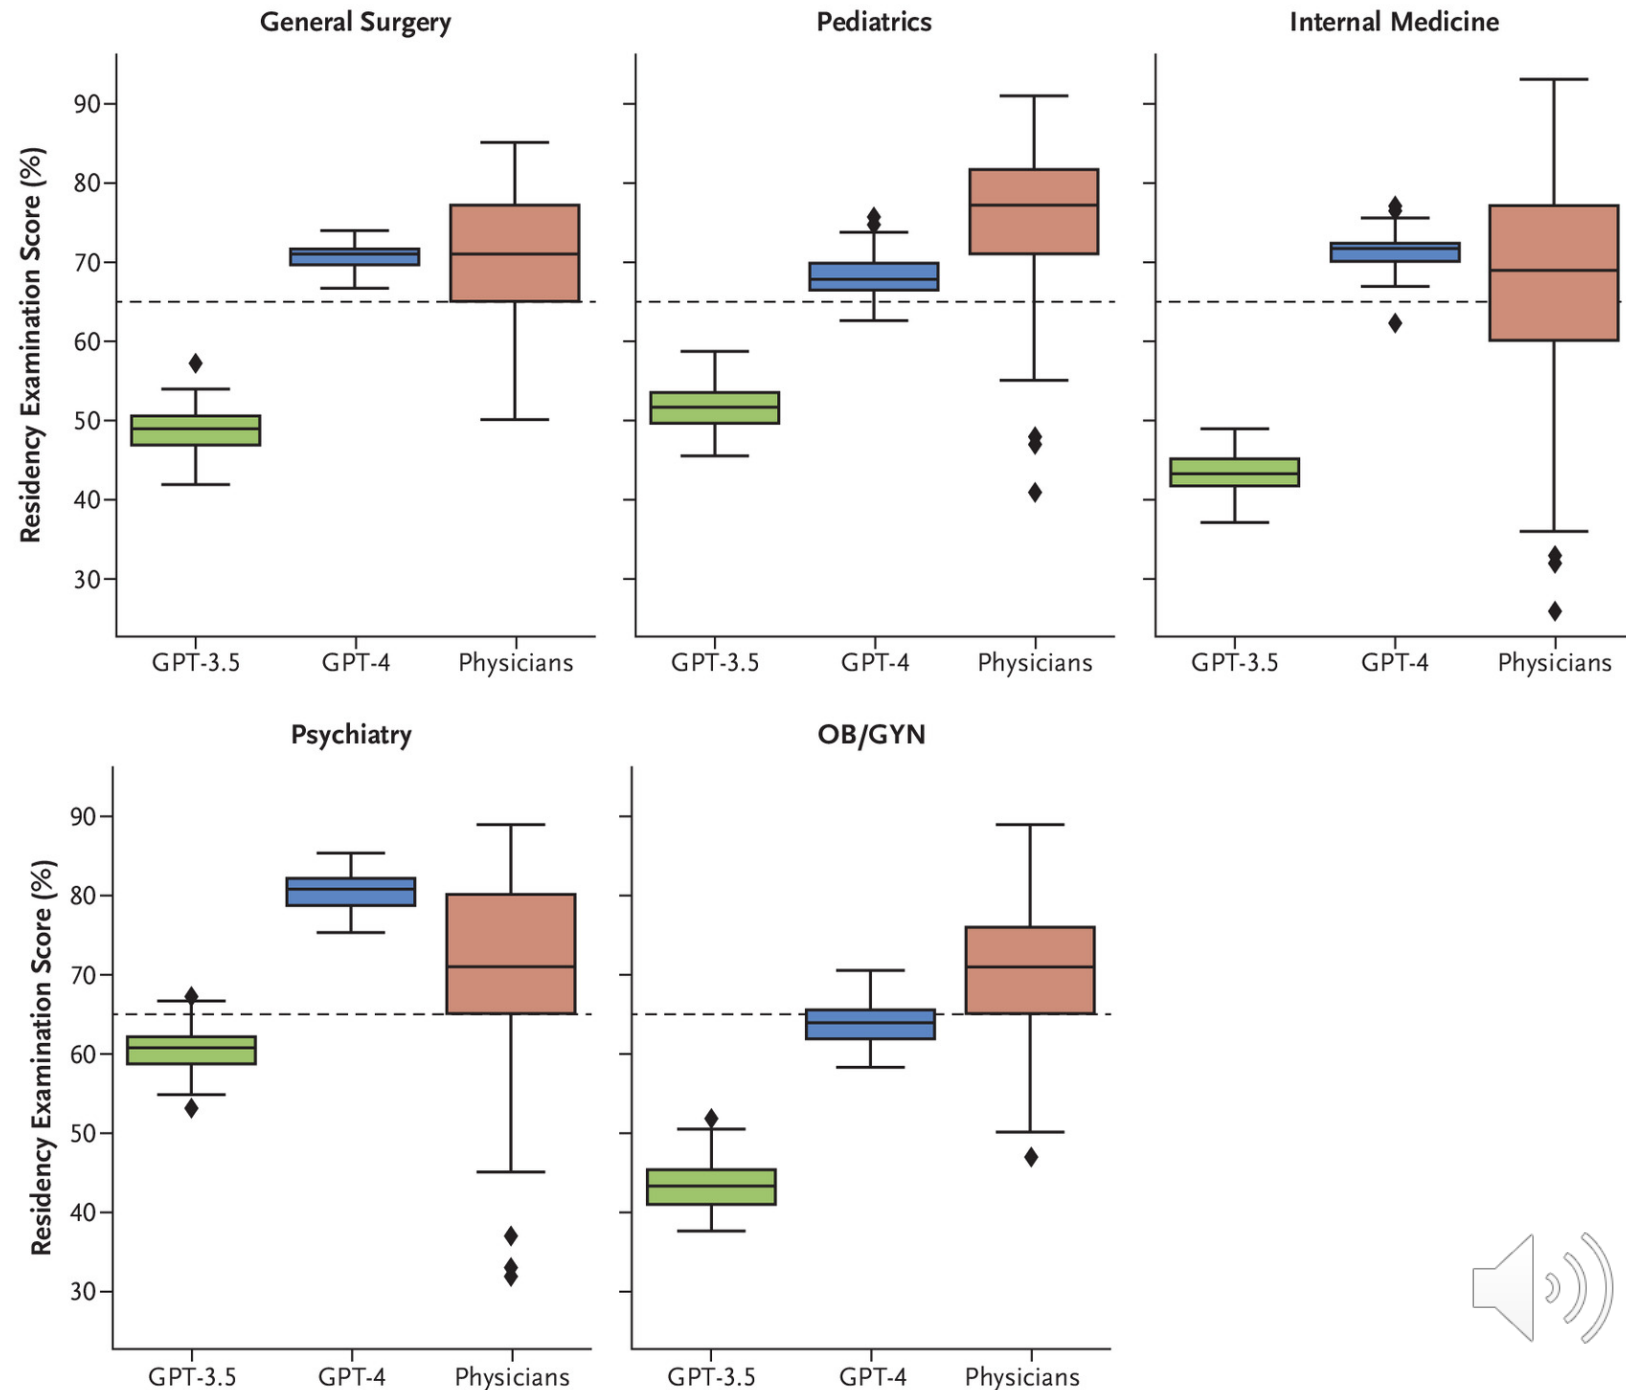 General Surgery
Pediatrics
Internal Medicine
Residency Examination Score (%)
90
80
70
60
50
40
30
GPT-3.5
GPT-4
Physicians
GPT-3.5
GPT-4
Physicians
GPT-3.5
GPT-4
Physicians
Psychiatry
OB/GYN
Residency Examination Score (%)
90
80
70
60
50
40
30
GPT-3.5
GPT-4
Physicians
GPT-3.5
GPT-4
Physicians